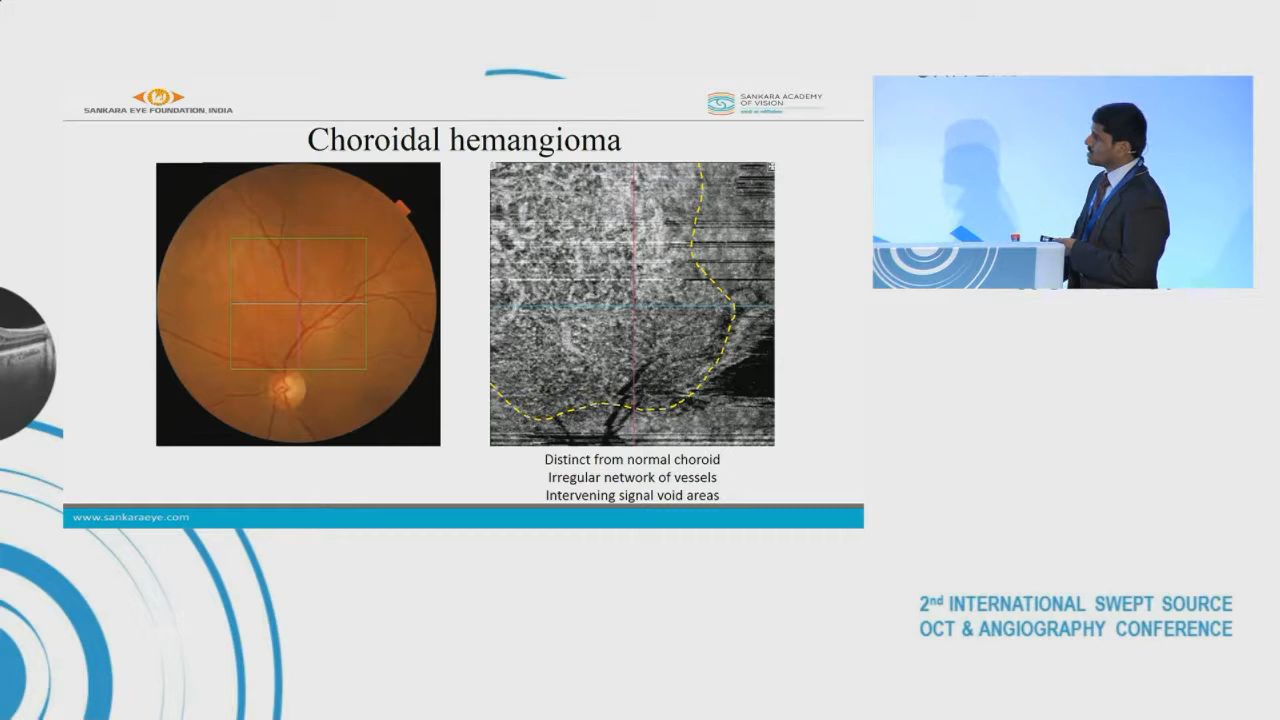 SANKARA EYE FOUNDATION, INDIA
SANKARA ACADEMY
OF VISION
Choroidal hemangioma
Distinct from normal choroid
Irregular network of vessels
Intervening signal void areas
www.sankaraeye.com
2nd INTERNATIONAL SWEPT SOURCE
OCT & ANGIOGRAPHY CONFERENCE